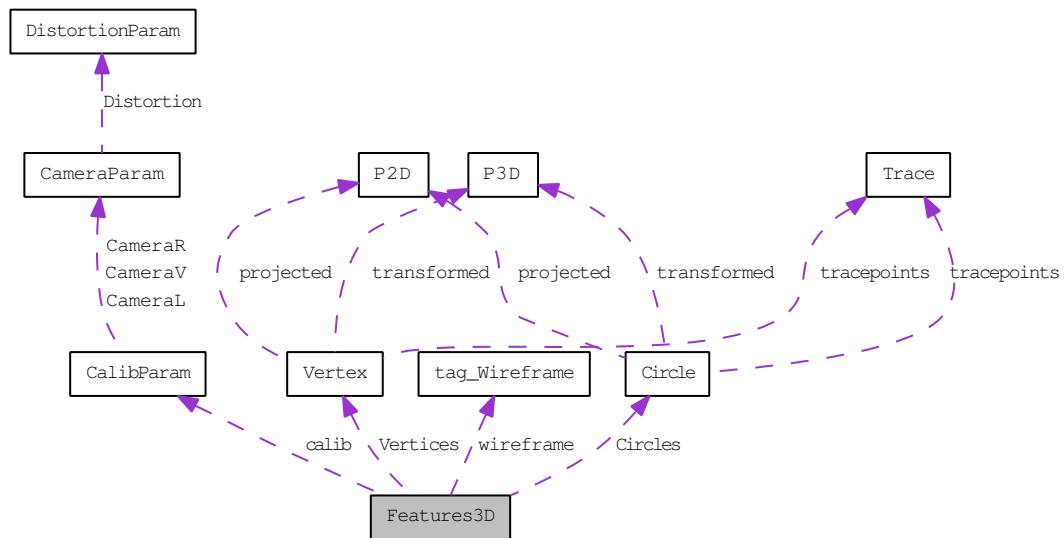 DistortionParam
Distortion
CameraParam
P2D
P3D
Trace
CameraR
CameraV
CameraL
projected
transformed
projected
transformed
tracepoints
tracepoints
CalibParam
Vertex
tag_Wireframe
Circle
calib
Vertices
wireframe
Circles
Features3D